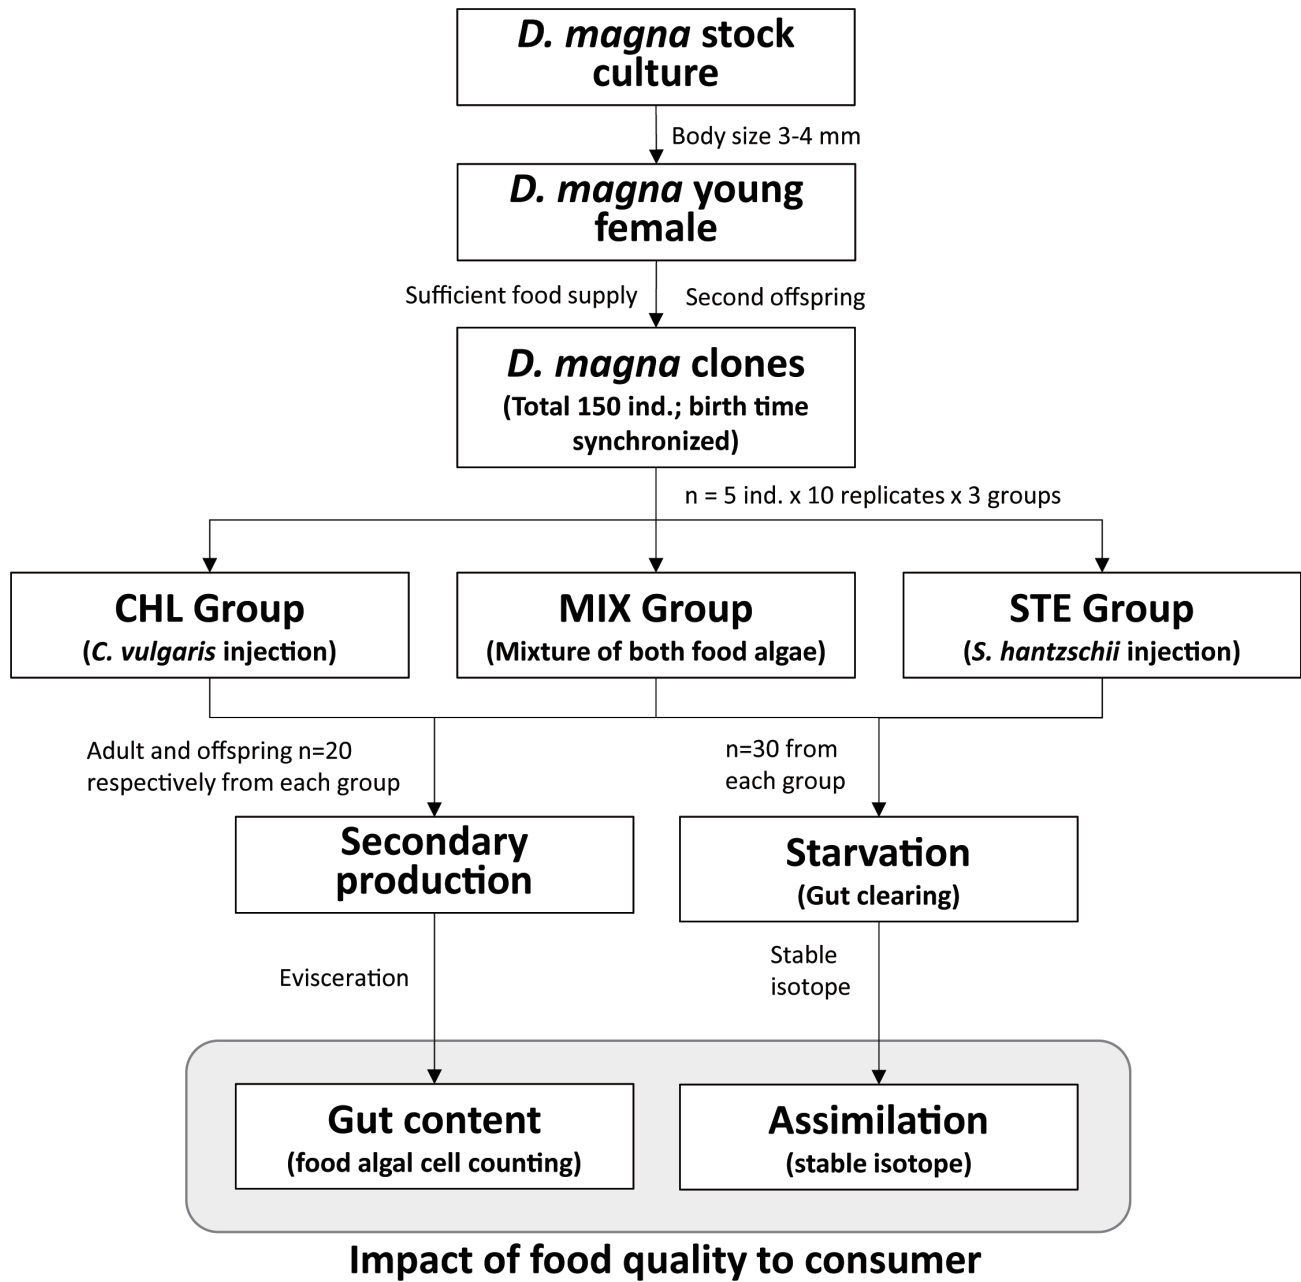 D. magna stock
culture
Body size 3-4 mm
D. magna young
female
Sufficient food supply
Second offspring
D. magna clones
(Total 150 ind.; birth time
synchronized)
n = 5 ind. x 10 replicates x 3 groups
CHL Group
(C. vulgaris injection)
MIX Group
(Mixture of both food algae)
STE Group
(S. hantzschii injection)
Adult and offspring n=20
respectively from each group
n=30 from
each group
Secondary
production
Starvation
(Gut clearing)
Evisceration
Stable
isotope
Gut content
(food algal cell counting)
Assimilation
(stable isotope)
Impact of food quality to consumer